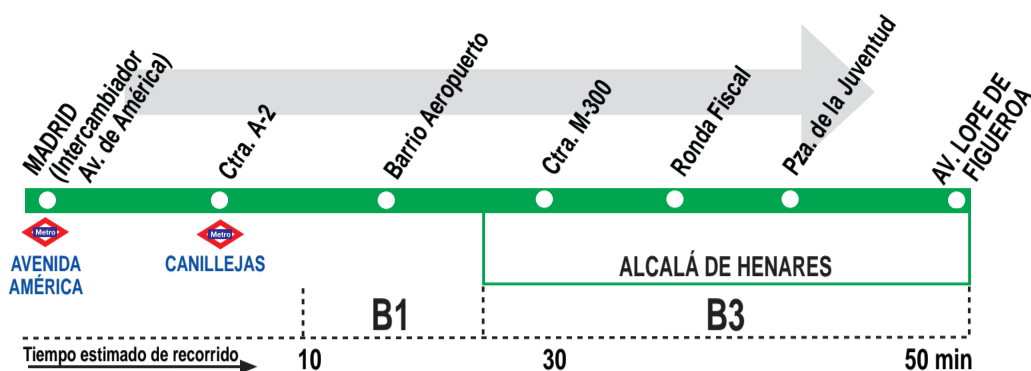 MADRID
(Intercambiador
Av. de América)
Ctra. A-2
Barrio Aeropuerto
Ctra. M-300
Ronda Fiscal
Pza. de la Juventud
AV. LOPE DE
FIGUEROA
Metro
AVENIDA
AMÉRICA
Metro
CANILLEJAS
ALCALÁ DE HENARES
B1
B3
Tiempo estimado de recorrido
10
30
50 min